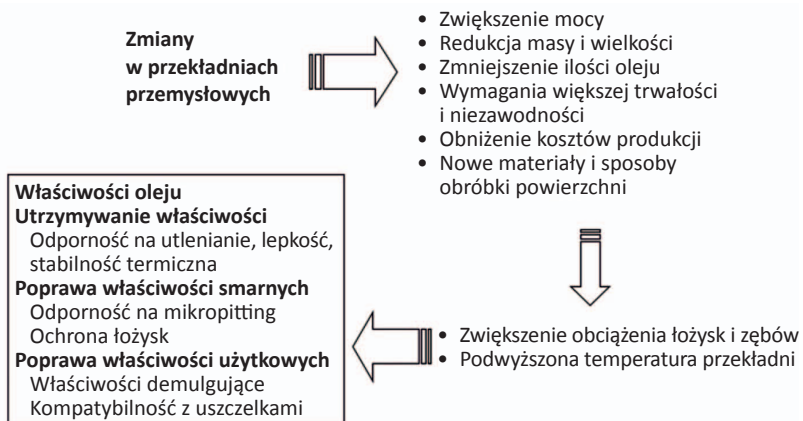 Zmiany
w przekładniach
przemysłowych
• Zwiększenie mocy
• Redukcja masy i wielkości
• Zmniejszenie ilości oleju
• Wymagania większej trwałości
i niezawodności
• Obniżenie kosztów produkcji
• Nowe materiały i sposoby
obróbki powierzchni
• Zwiększenie obciążenia łożysk i zębów
• Podwyższona temperatura przekładni
Właściwości oleju
Utrzymywanie właściwości
Odporność na utlenianie, lepkość,
stabilność termiczna
Poprawa właściwości smarnych
Odporność na mikropitting
Ochrona łożysk
Poprawa właściwości użytkowych
Właściwości demulgujące
Kompatybilność z uszczelkami